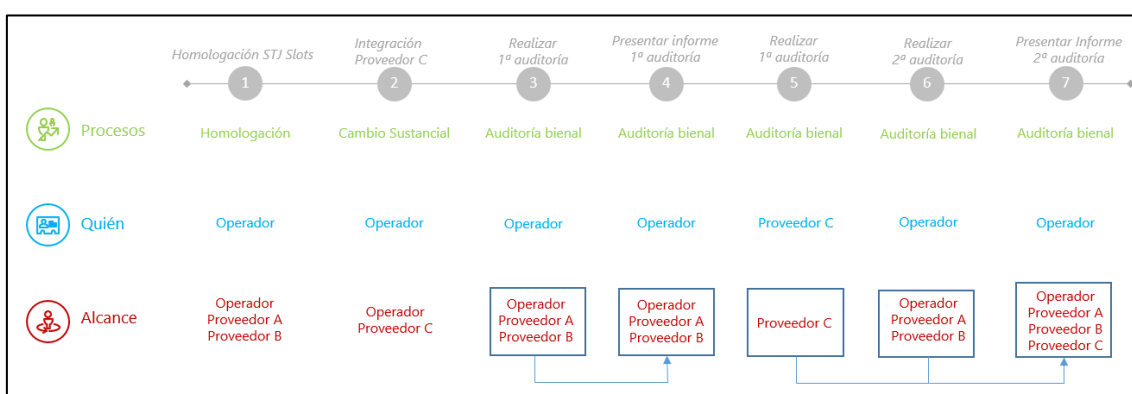 Homologación STJ Slots
Integración
Proveedor C
Realizar
1ª auditoría
Presentar informe
1ª auditoría
Realizar
1ª auditoría
Realizar
2ª auditoría
Presentar Informe
2ª auditoría
1
2
3
4
5
6
7
Procesos
Homologación
Cambio Sustancial
Auditoría bienal
Auditoría bienal
Auditoría bienal
Auditoría bienal
Auditoría bienal
Quién
Operador
Operador
Operador
Operador
Proveedor C
Operador
Operador
Alcance
Operador
Proveedor A
Proveedor B
Operador
Proveedor C
Operador
Proveedor A
Proveedor B
Operador
Proveedor A
Proveedor B
Proveedor C
Operador
Proveedor A
Proveedor B
Operador
Proveedor A
Proveedor B
Proveedor C